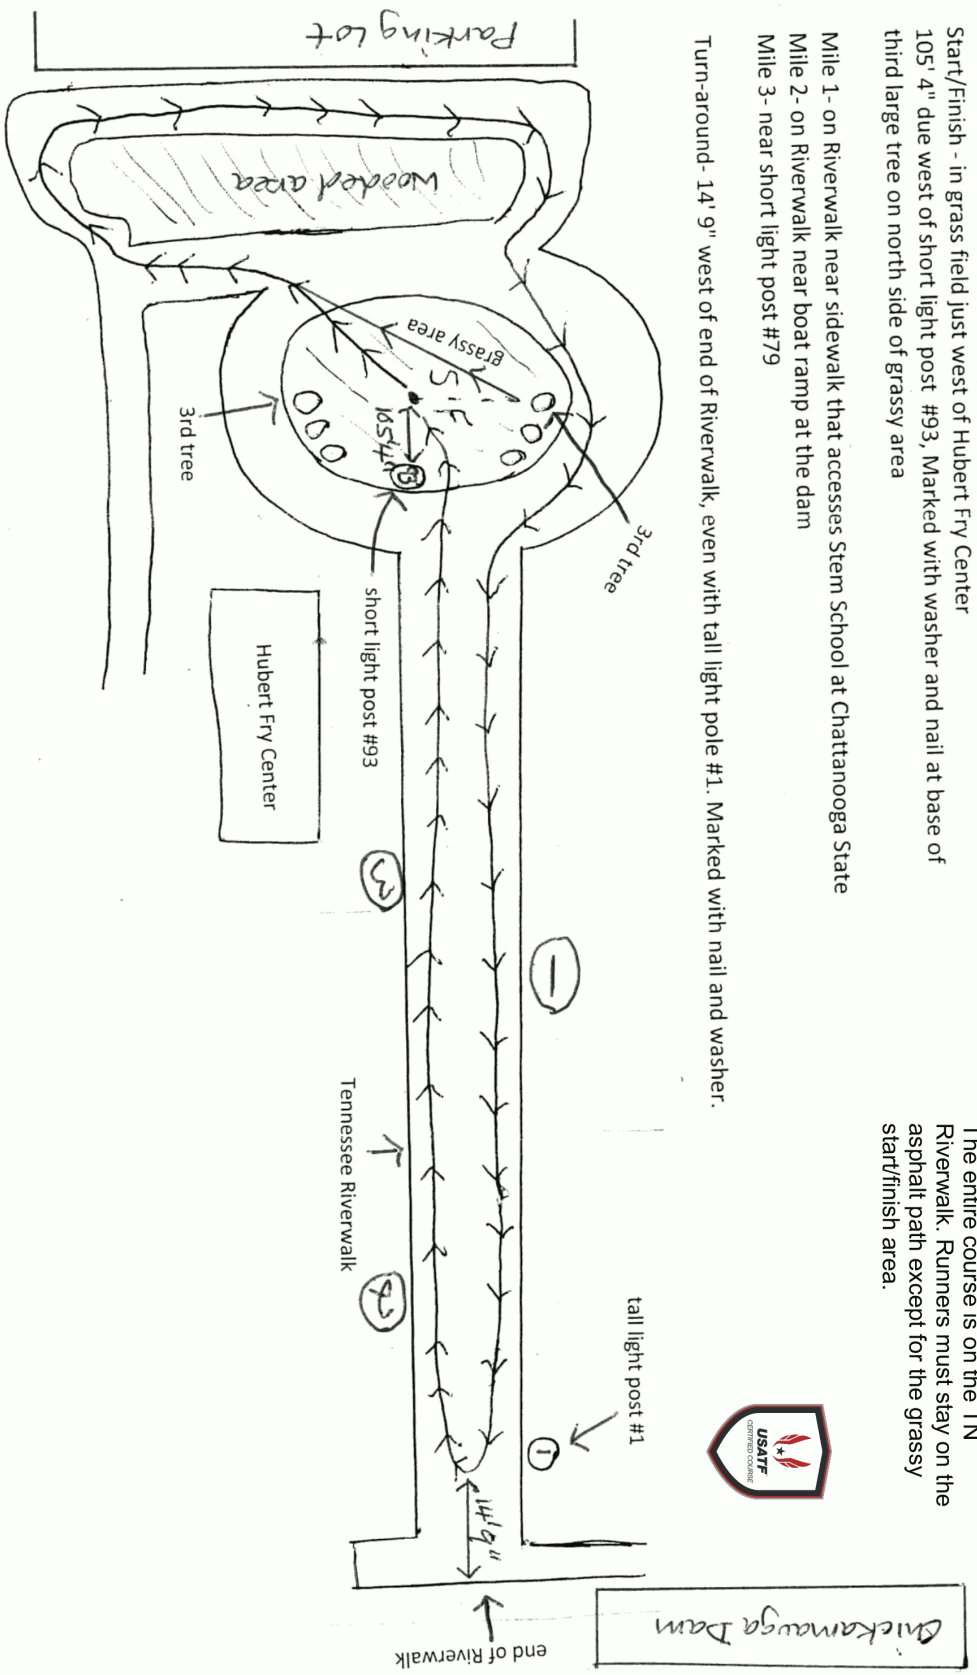 Start/Finish - in grass field just west of Hubert Fry Center
105' 4" due west of short light post #93, Marked with washer and nail at base of
third large tree on north side of grassy area
Mile 1- on Riverwalk near sidewalk that accesses Stem School at Chattanooga State
Mile 2- on Riverwalk near boat ramp at the dam
Mile 3- near short light post #79
Turn-around- 14' 9" west of end of Riverwalk, even with tall light pole #1. Marked with nail and washer.
The entire course is on the TN
Riverwalk. Runners must stay on the
asphalt path except for the grassy
start/finish area.
USATF
CERTIFIED COURSE
Parking Lot
Wooded area
grassy area
S/F
105'4"
93
3rd tree
3rd tree
short light post #93
Hubert Fry Center
1
3
2
Tennessee Riverwalk
tall light post #1
1
14'9"
end of Riverwalk
Chickamauga Dam